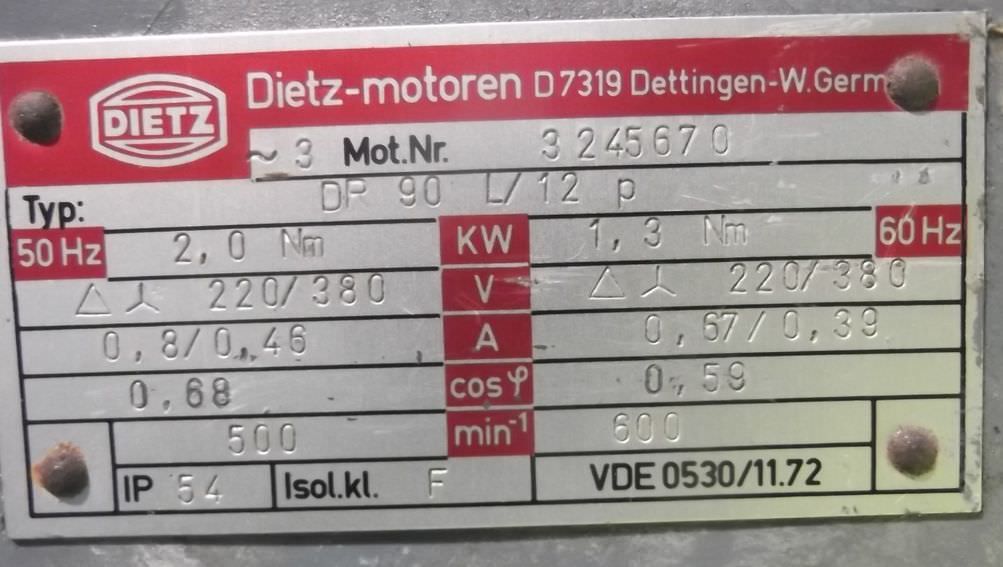 DIETZ Dietz-motoren D 7319 Dettingen-W.Germ
~ 3 Mot.Nr. 3245670
Typ: DR 90 L/12 p
50 Hz 2,0 Nm KW 1,3 Nm 60 Hz
△ ⅄ 220/380 V △ ⅄ 220/380
0,8/0,46 A 0,67/0,39
0,68 cos φ 0,59
500 min⁻¹ 600
IP 54 Isol.kl. F VDE 0530/11.72